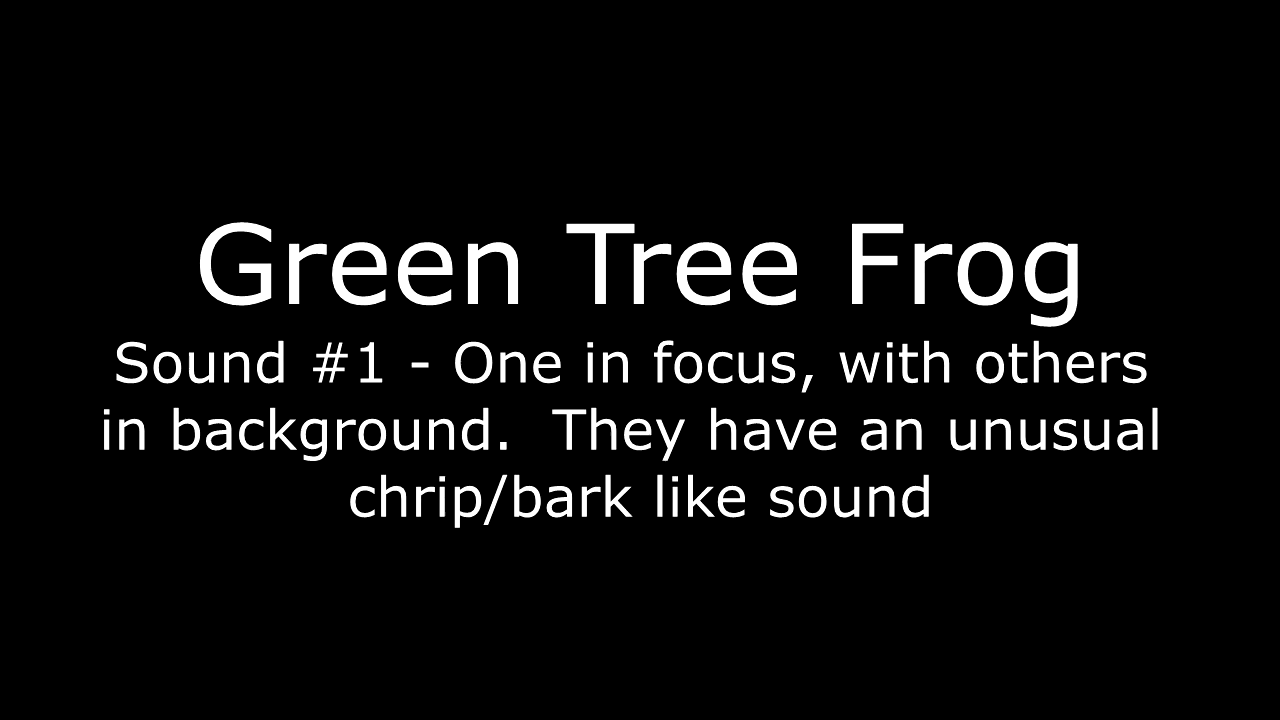 Green Tree Frog
Sound #1 - One in focus, with others
in background.  They have an unusual
chrip/bark like sound